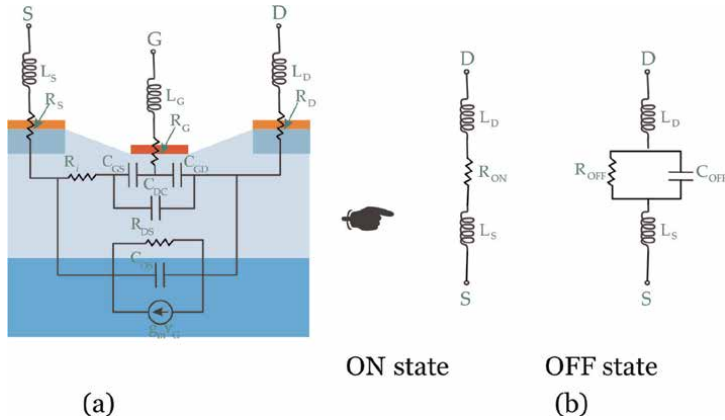 S
G
D
L_S
L_G
L_D
R_S
R_G
R_D
R_i
C_GS
C_GD
C_DC
R_DS
C_DS
g_m V_G
D
L_D
R_ON
L_S
S
D
L_D
R_OFF
C_OFF
L_S
S
ON state
OFF state
(a)
(b)